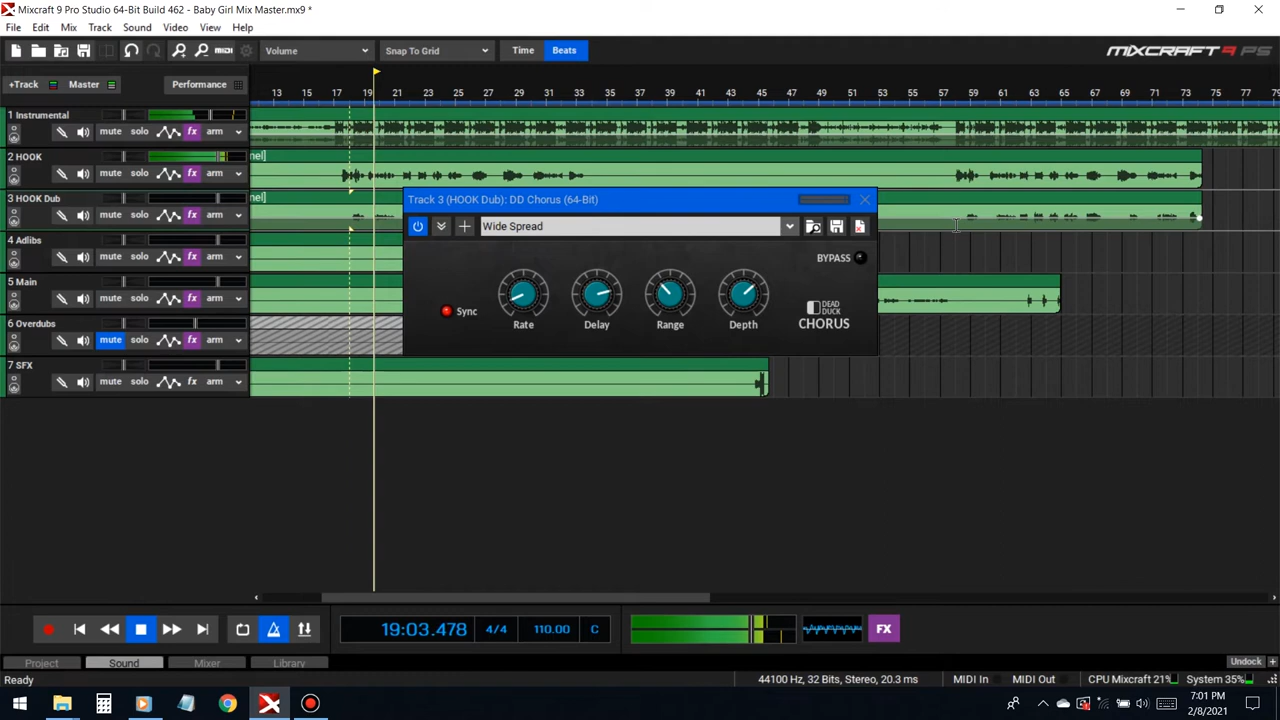 Mixcraft 9 Pro Studio 64-Bit Build 462 - Baby Girl Mix Master.mx9 *
File Edit Mix Track Sound Video View Help
Volume Snap To Grid Time Beats MIXCRAFT 9 PS
+Track Master Performance 13 15 17 19 21 23 25 27 29 31 33 35 37 39 41 43 45 47 49 51 53 55 57 59 61 63 65 67 69 71 73 75 77 79
1 Instrumental
mute solo fx arm
2 HOOK nel]
mute solo fx arm
3 HOOK Dub nel] Track 3 (HOOK Dub): DD Chorus (64-Bit)
mute solo fx arm Wide Spread
4 Adlibs BYPASS
mute solo fx arm
5 Main
mute solo fx arm Sync Rate Delay Range Depth DEAD DUCK CHORUS
6 Overdubs
mute solo fx arm
7 SFX
mute solo fx arm
19:03.478 4/4 110.00 C FX
Project Sound Mixer Library Undock
Ready 44100 Hz, 32 Bits, Stereo, 20.3 ms MIDI In MIDI Out CPU Mixcraft 21% System 35%
7:01 PM
2/8/2021